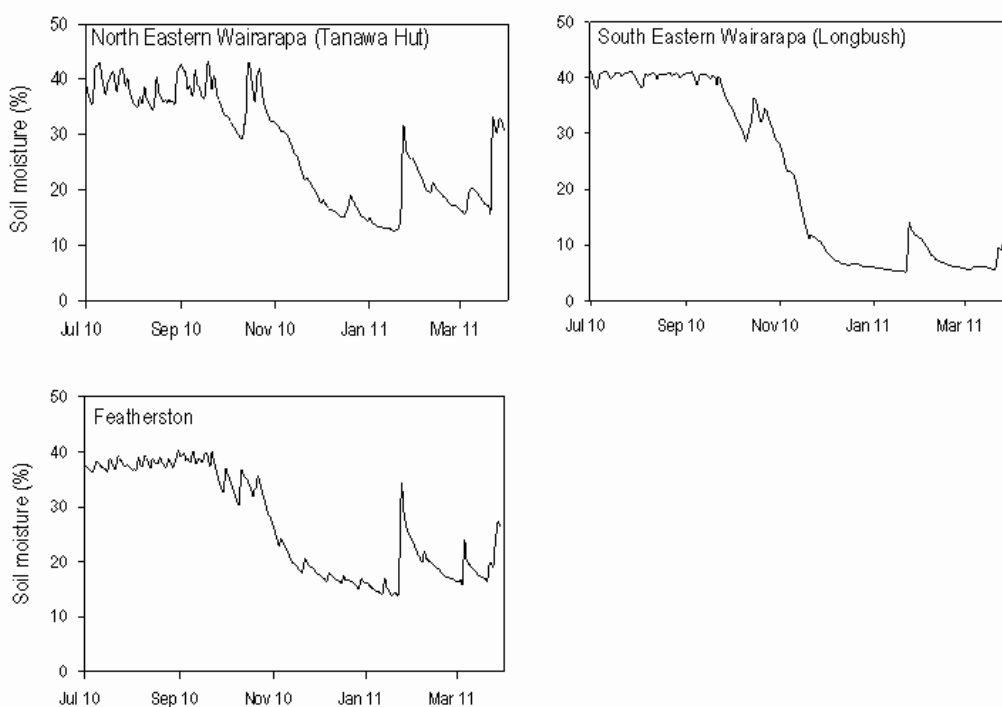 North Eastern Wairarapa (Tanawa Hut)
Soil moisture (%)
50
40
30
20
10
0
Jul 10 Sep 10 Nov 10 Jan 11 Mar 11
South Eastern Wairarapa (Longbush)
50
40
30
20
10
0
Jul 10 Sep 10 Nov 10 Jan 11 Mar 11
Featherston
Soil moisture (%)
50
40
30
20
10
0
Jul 10 Sep 10 Nov 10 Jan 11 Mar 11